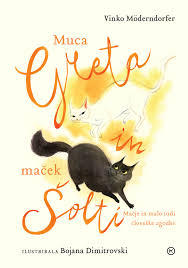 Vinko Möderndorfer
Muca
Greta
in
maček
Šolti
Mačje in malo tudi
človeške zgodbe
ILUSTRIRALA Bojana Dimitrovski